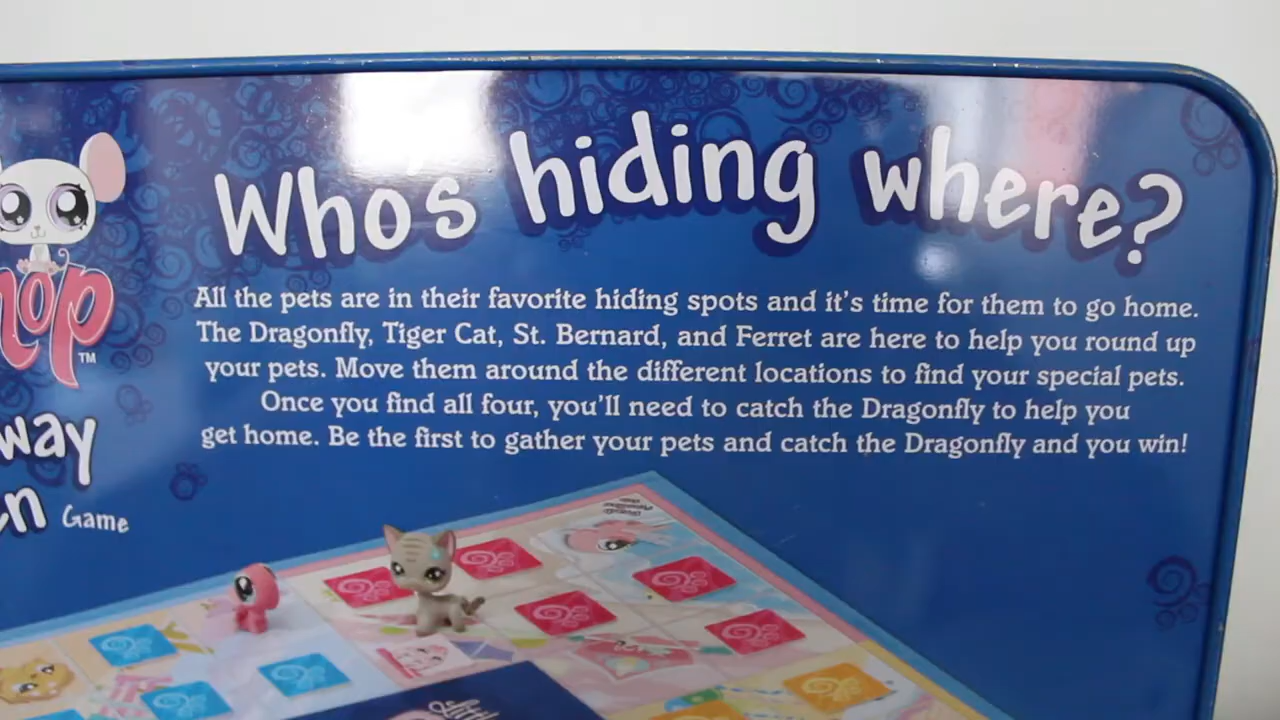 Who's hiding where?
All the pets are in their favorite hiding spots and it's time for them to go home.
The Dragonfly, Tiger Cat, St. Bernard, and Ferret are here to help you round up
your pets. Move them around the different locations to find your special pets.
Once you find all four, you'll need to catch the Dragonfly to help you
get home. Be the first to gather your pets and catch the Dragonfly and you win!
hop™
way
en Game